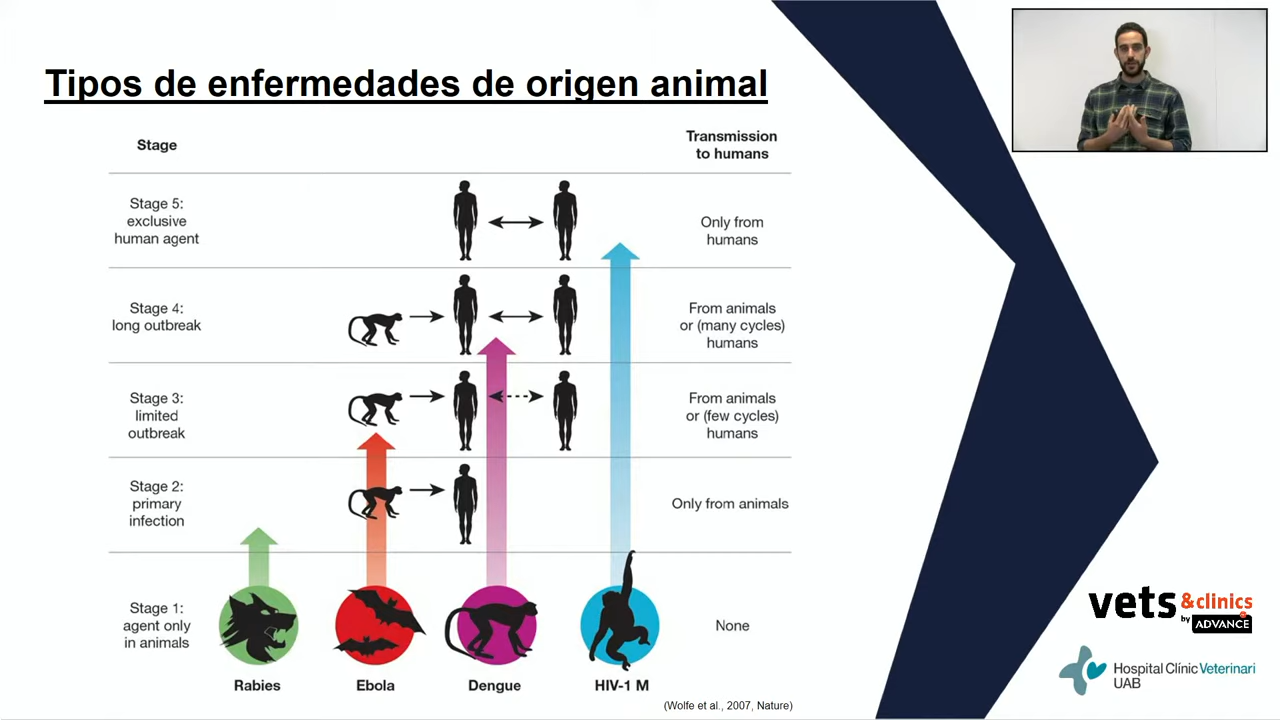 Tipos de enfermedades de origen animal
Stage
Transmission
to humans
Stage 5:
exclusive
human agent
Only from
humans
Stage 4:
long outbreak
From animals
or (many cycles)
humans
Stage 3:
limited
outbreak
From animals
or (few cycles)
humans
Stage 2:
primary
infection
Only from animals
Stage 1:
agent only
in animals
None
Rabies
Ebola
Dengue
HIV-1 M
(Wolfe et al., 2007, Nature)
vets &clinics
by ADVANCE
Hospital Clínic Veterinari
UAB